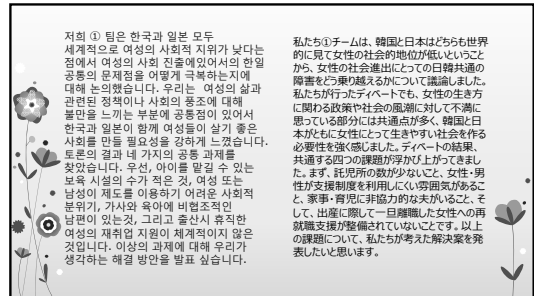 저희 ① 팀은 한국과 일본 모두
세계적으로 여성의 사회적 지위가 낮다는
점에서 여성의 사회 진출에있어서의 한일
공통의 문제점을 어떻게 극복하는지에
대해 논의했습니다. 우리는 여성의 삶과
관련된 정책이나 사회의 풍조에 대해
불만을 느끼는 부분에 공통점이 있어서
한국과 일본이 함께 여성들이 살기 좋은
사회를 만들 필요성을 강하게 느꼈습니다.
토론의 결과 네 가지의 공통 과제를
찾았습니다. 우선, 아이를 맡길 수 있는
보육 시설의 수가 적은 것, 여성 또는
남성이 제도를 이용하기 어려운 사회적
분위기, 가사와 육아에 비협조적인
남편이 있는것, 그리고 출산시 휴직한
여성의 재취업 지원이 체계적이지 않은
것입니다. 이상의 과제에 대해 우리가
생각하는 해결 방안을 발표 싶습니다.
私たち①チームは、韓国と日本はどちらも世界
的に見て女性の社会的地位が低いということ
から、女性の社会進出にとっての日韓共通の
障害をどう乗り越えるかについて議論しました。
私たちが行ったディベートでも、女性の生き方
に関わる政策や社会の風潮に対して不満に
思っている部分には共通点が多く、韓国と日
本がともに女性にとって生きやすい社会を作る
必要性を強く感じました。ディベートの結果、
共通する四つの課題が浮かび上がってきまし
た。まず、託児所の数が少ないこと、女性・男
性が支援制度を利用しにくい雰囲気があるこ
と、家事・育児に非協力的な夫がいること、そ
して、出産に際して一旦離職した女性への再
就職支援が整備されていないことです。以上
の課題について、私たちが考えた解決案を発
表したいと思います。